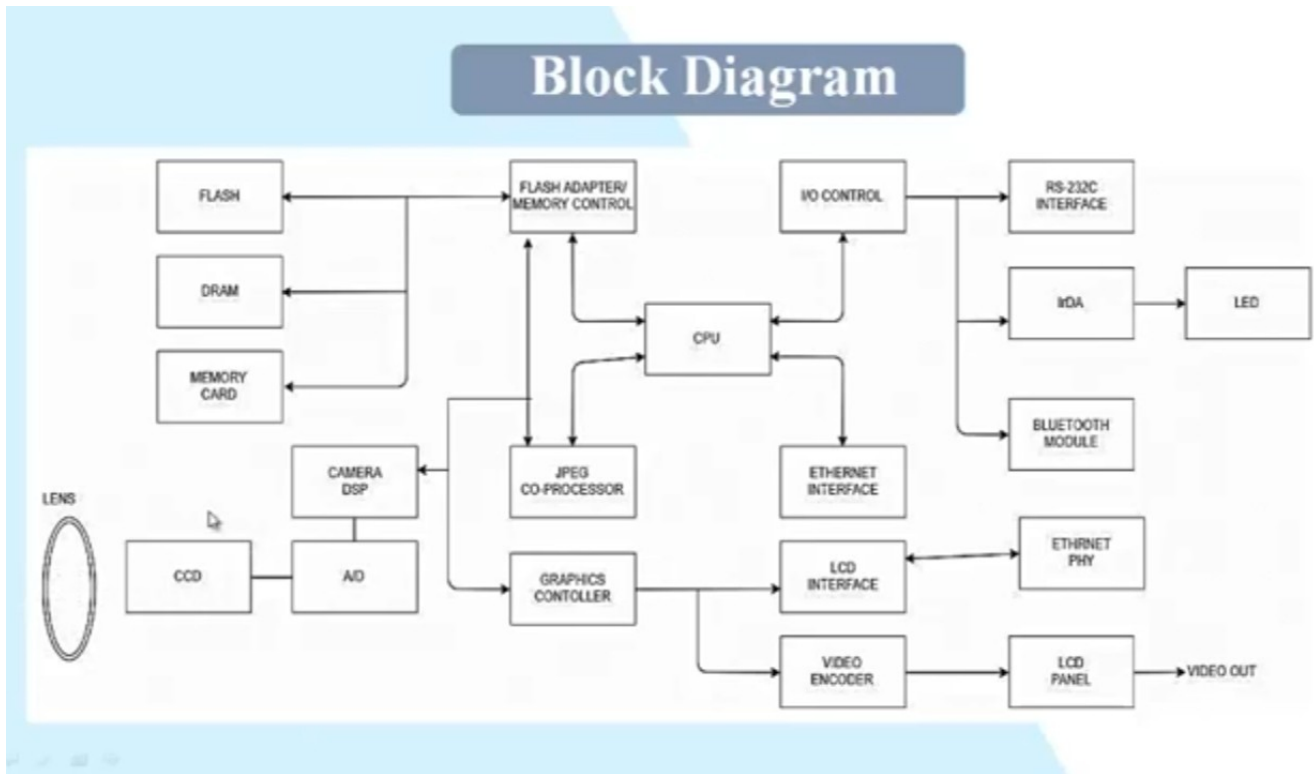 Block Diagram
FLASH
FLASH ADAPTER/
MEMORY CONTROL
I/O CONTROL
RS-232C
INTERFACE
DRAM
CPU
IrDA
LED
MEMORY
CARD
BLUETOOTH
MODULE
CAMERA
DSP
JPEG
CO-PROCESSOR
ETHERNET
INTERFACE
LENS
CCD
A/D
GRAPHICS
CONTOLLER
LCD
INTERFACE
ETHRNET
PHY
VIDEO
ENCODER
LCD
PANEL
VIDEO OUT